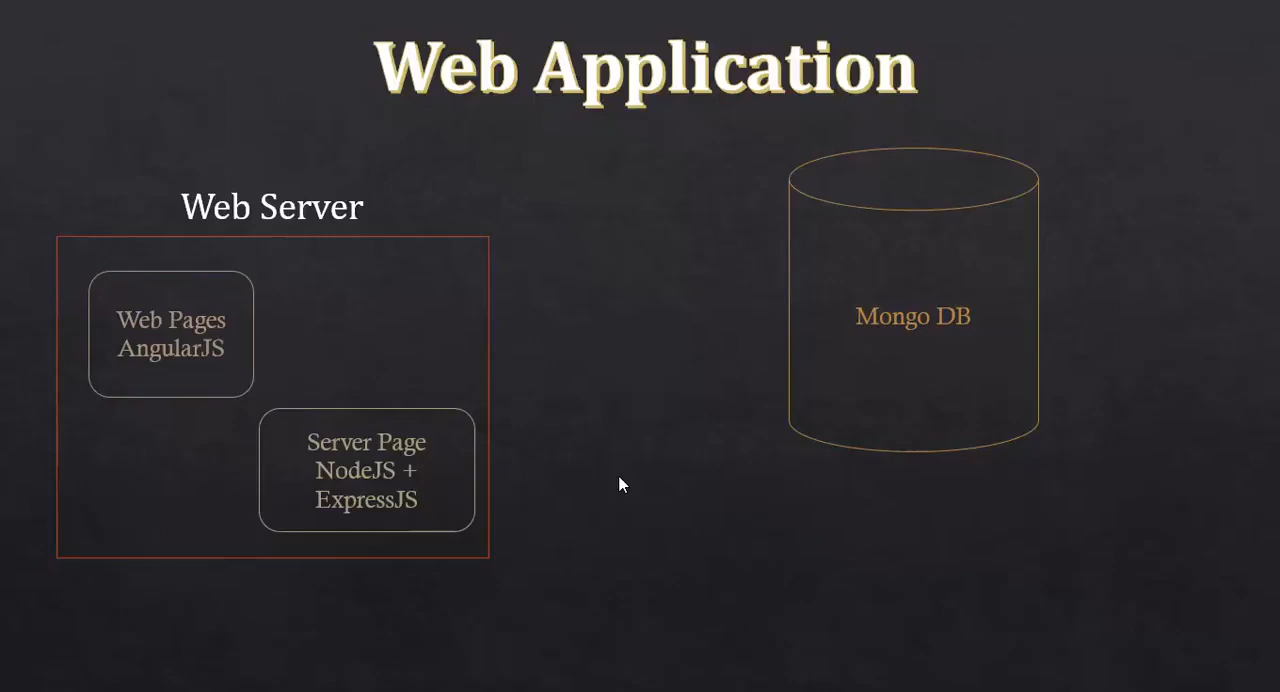 Web Application
Web Server
Web Pages
AngularJS
Server Page
NodeJS +
ExpressJS
Mongo DB